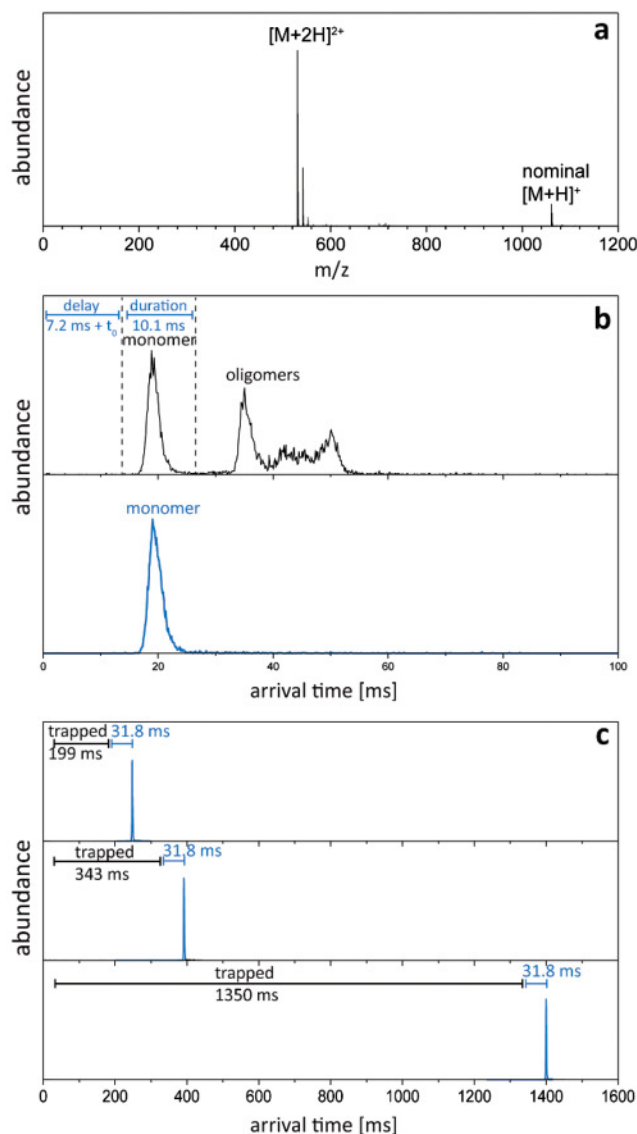 a
[M+2H]²⁺
nominal
[M+H]⁺
abundance
0 200 400 600 800 1000 1200
m/z
b
delay
7.2 ms + t₀
duration
10.1 ms
monomer
oligomers
abundance
monomer
0 20 40 60 80 100
arrival time [ms]
c
trapped 31.8 ms
199 ms
trapped 31.8 ms
343 ms
abundance
trapped 31.8 ms
1350 ms
0 200 400 600 800 1000 1200 1400 1600
arrival time [ms]